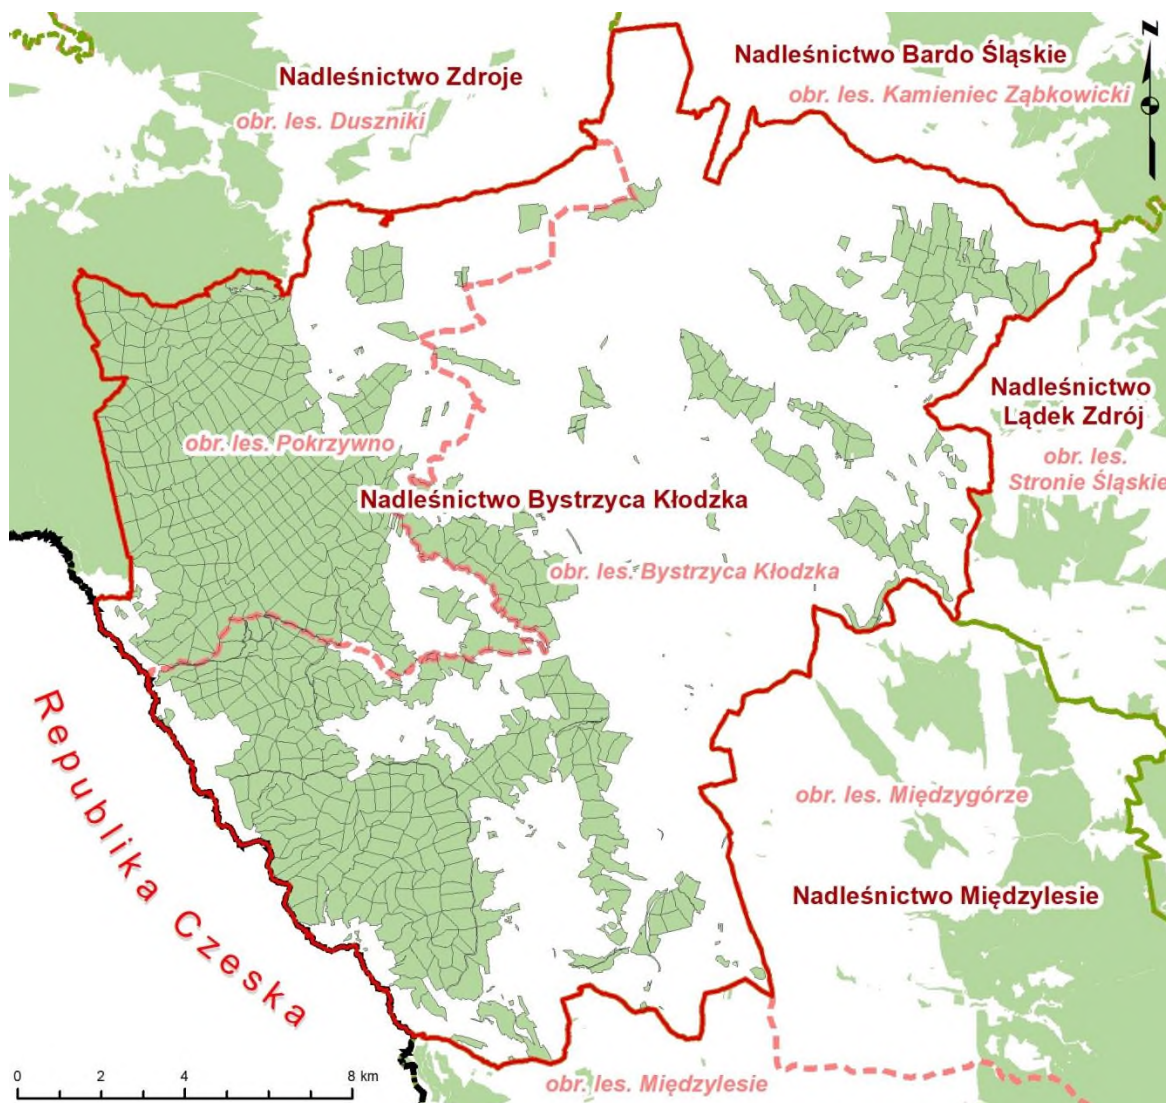 Nadleśnictwo Bardo Śląskie
obr. les. Kamieniec Ząbkowicki
Nadleśnictwo Zdroje
obr. les. Duszniki
N
Nadleśnictwo
Lądek Zdrój
obr. les.
Stronie Śląskie
obr. les. Pokrzywno
Nadleśnictwo Bystrzyca Kłodzka
obr. les. Bystrzyca Kłodzka
Republika Czeska
obr. les. Międzygórze
Nadleśnictwo Międzylesie
obr. les. Międzylesie
0 2 4 8 km